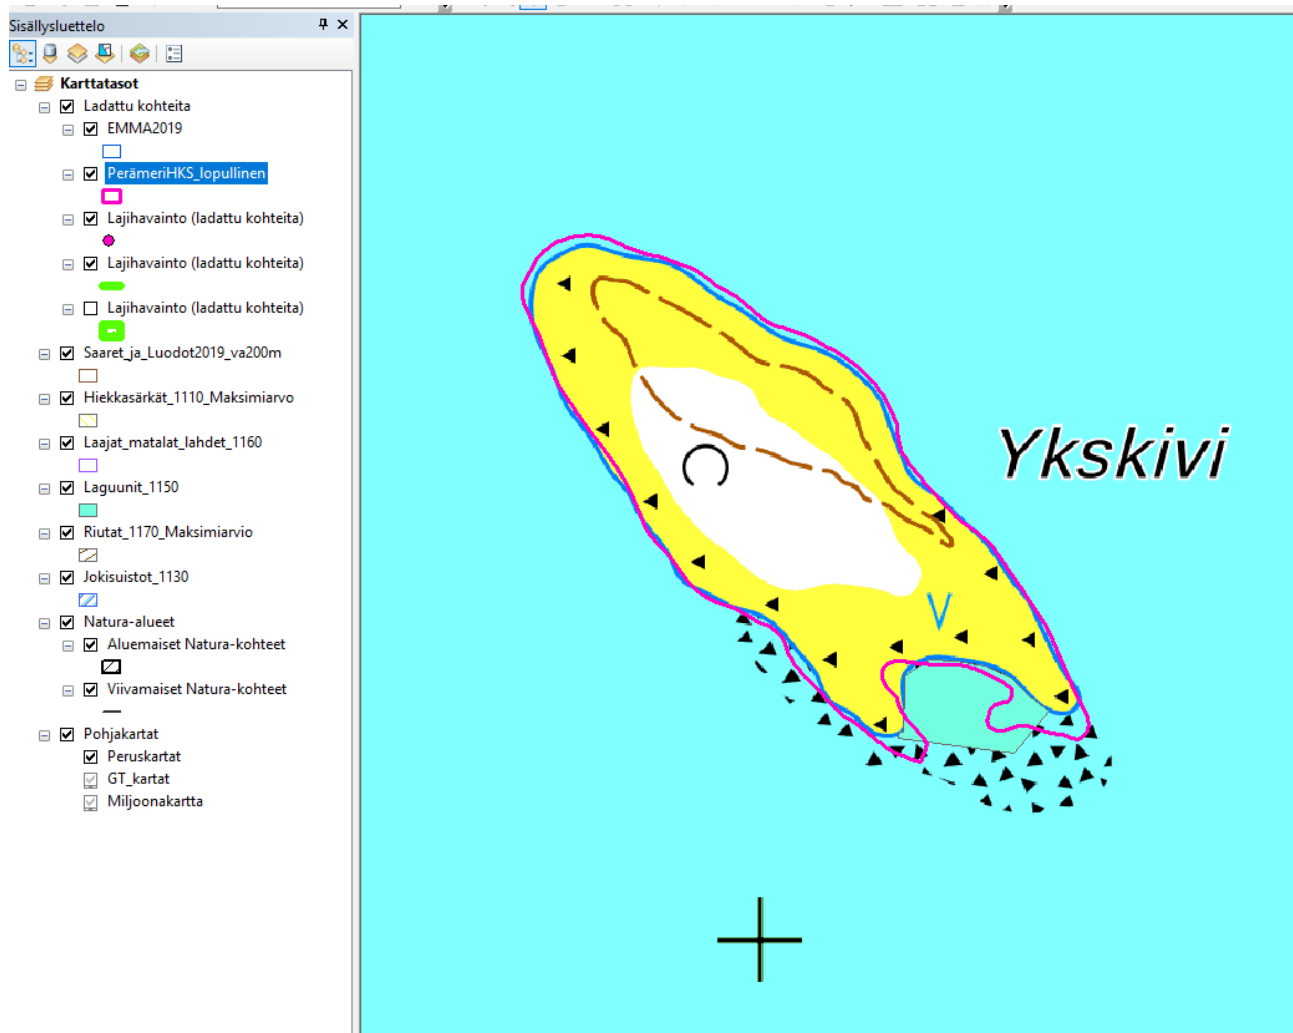 Sisällysluettelo
Karttatasot
Ladattu kohteita
EMMA2019
PerämeriHKS_lopullinen
Lajihavainto (ladattu kohteita)
Lajihavainto (ladattu kohteita)
Lajihavainto (ladattu kohteita)
Saaret_ja_Luodot2019_va200m
Hiekkasärkät_1110_Maksimiarvo
Laajat_matalat_lahdet_1160
Laguunit_1150
Riutat_1170_Maksimiarvio
Jokisuistot_1130
Natura-alueet
Aluemaiset Natura-kohteet
Viivamaiset Natura-kohteet
Pohjakartat
Peruskartat
GT_kartat
Miljoonakartta
Ykskivi
V